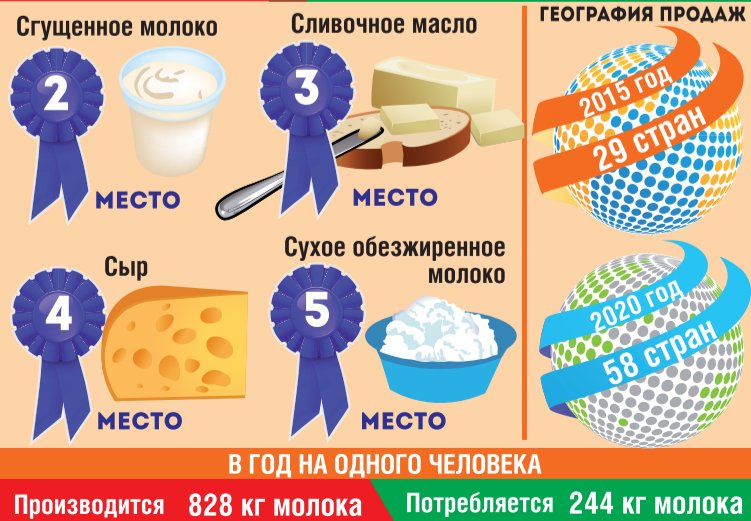 Сгущенное молоко
2
МЕСТО
Сливочное масло
3
МЕСТО
Сыр
4
МЕСТО
Сухое обезжиренное
молоко
5
МЕСТО
ГЕОГРАФИЯ ПРОДАЖ
2015 год
29 стран
2020 год
58 стран
В ГОД НА ОДНОГО ЧЕЛОВЕКА
Производится 828 кг молока
Потребляется 244 кг молока